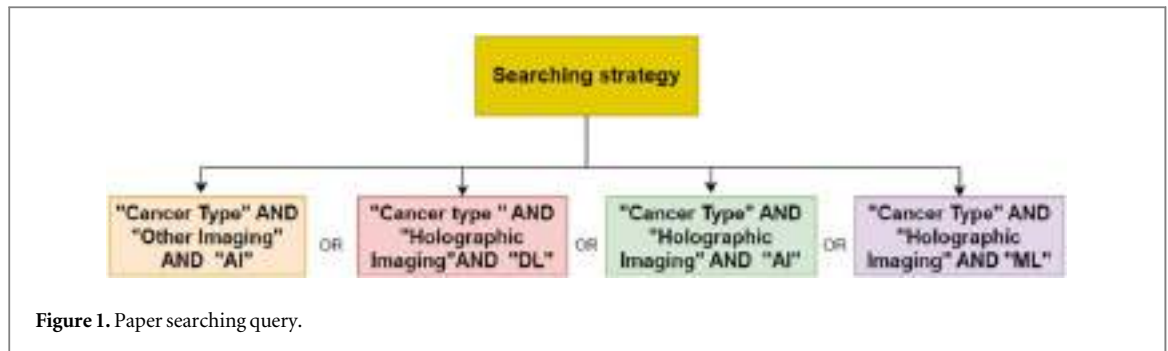 Searching strategy
"Cancer Type" AND
"Other Imaging"
AND "AI"
OR
"Cancer type " AND
"Holographic
Imaging"AND "DL"
OR
"Cancer Type" AND
"Holographic
Imaging" AND "AI"
OR
"Cancer Type" AND
"Holographic
Imaging" AND "ML"
Figure 1. Paper searching query.